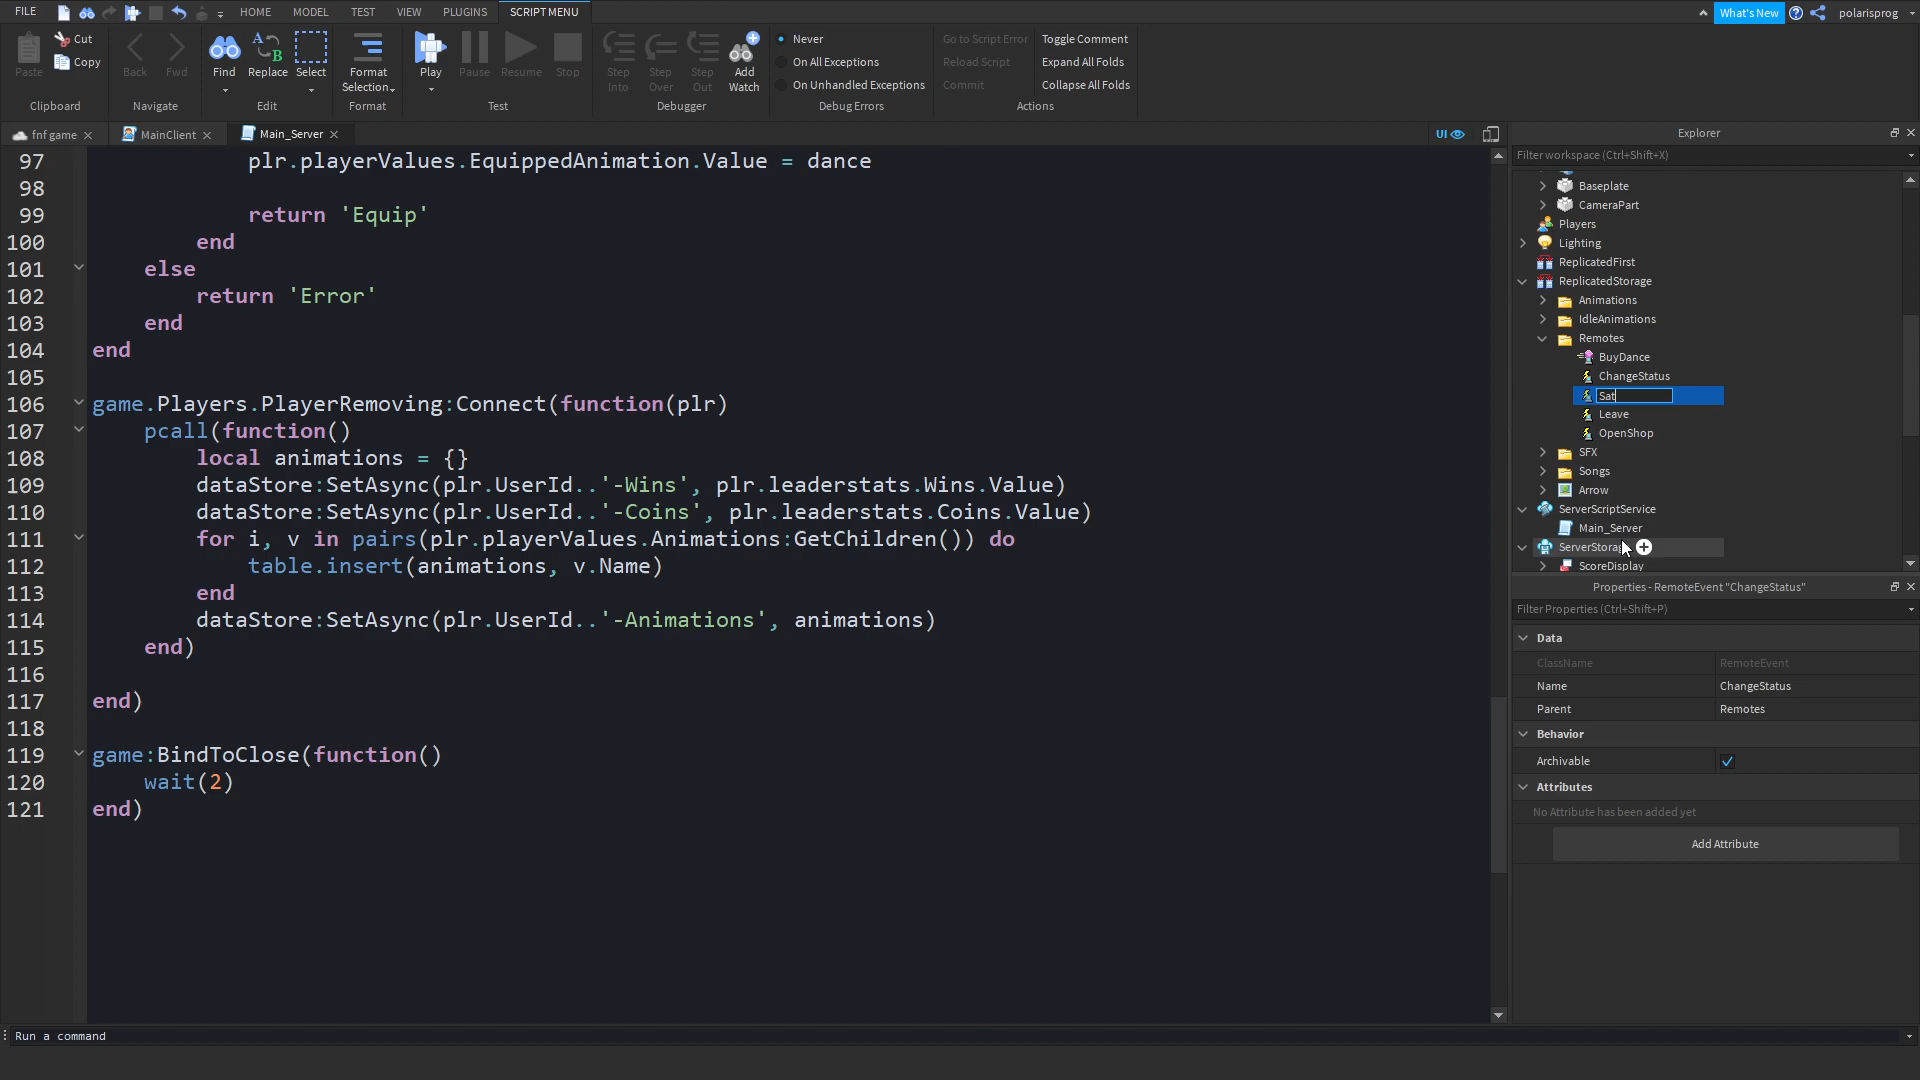 FILE HOME MODEL TEST VIEW PLUGINS SCRIPT MENU What's New polarisprog
Paste Cut Copy Clipboard
Back Fwd Navigate
Find Replace Select Edit
Format Selection Format
Play Pause Resume Stop Test
Step Into Step Over Step Out Add Watch Debugger
Never
On All Exceptions
On Unhandled Exceptions
Debug Errors
Go to Script Error Toggle Comment
Reload Script Expand All Folds
Commit Collapse All Folds
Actions
fnf game MainClient Main_Server UI
97 plr.playerValues.EquippedAnimation.Value = dance
98
99 return 'Equip'
100 end
101 else
102 return 'Error'
103 end
104 end
105
106 game.Players.PlayerRemoving:Connect(function(plr)
107 pcall(function()
108 local animations = {}
109 dataStore:SetAsync(plr.UserId..'-Wins', plr.leaderstats.Wins.Value)
110 dataStore:SetAsync(plr.UserId..'-Coins', plr.leaderstats.Coins.Value)
111 for i, v in pairs(plr.playerValues.Animations:GetChildren()) do
112 table.insert(animations, v.Name)
113 end
114 dataStore:SetAsync(plr.UserId..'-Animations', animations)
115 end)
116
117 end)
118
119 game:BindToClose(function()
120 wait(2)
121 end)
Explorer
Filter workspace (Ctrl+Shift+X)
Baseplate
CameraPart
Players
Lighting
ReplicatedFirst
ReplicatedStorage
Animations
IdleAnimations
Remotes
BuyDance
ChangeStatus
Sat
Leave
OpenShop
SFX
Songs
Arrow
ServerScriptService
Main_Server
ServerStorag
ScoreDisplay
Properties - RemoteEvent "ChangeStatus"
Filter Properties (Ctrl+Shift+P)
Data
ClassName RemoteEvent
Name ChangeStatus
Parent Remotes
Behavior
Archivable
Attributes
No Attribute has been added yet
Add Attribute
Run a command